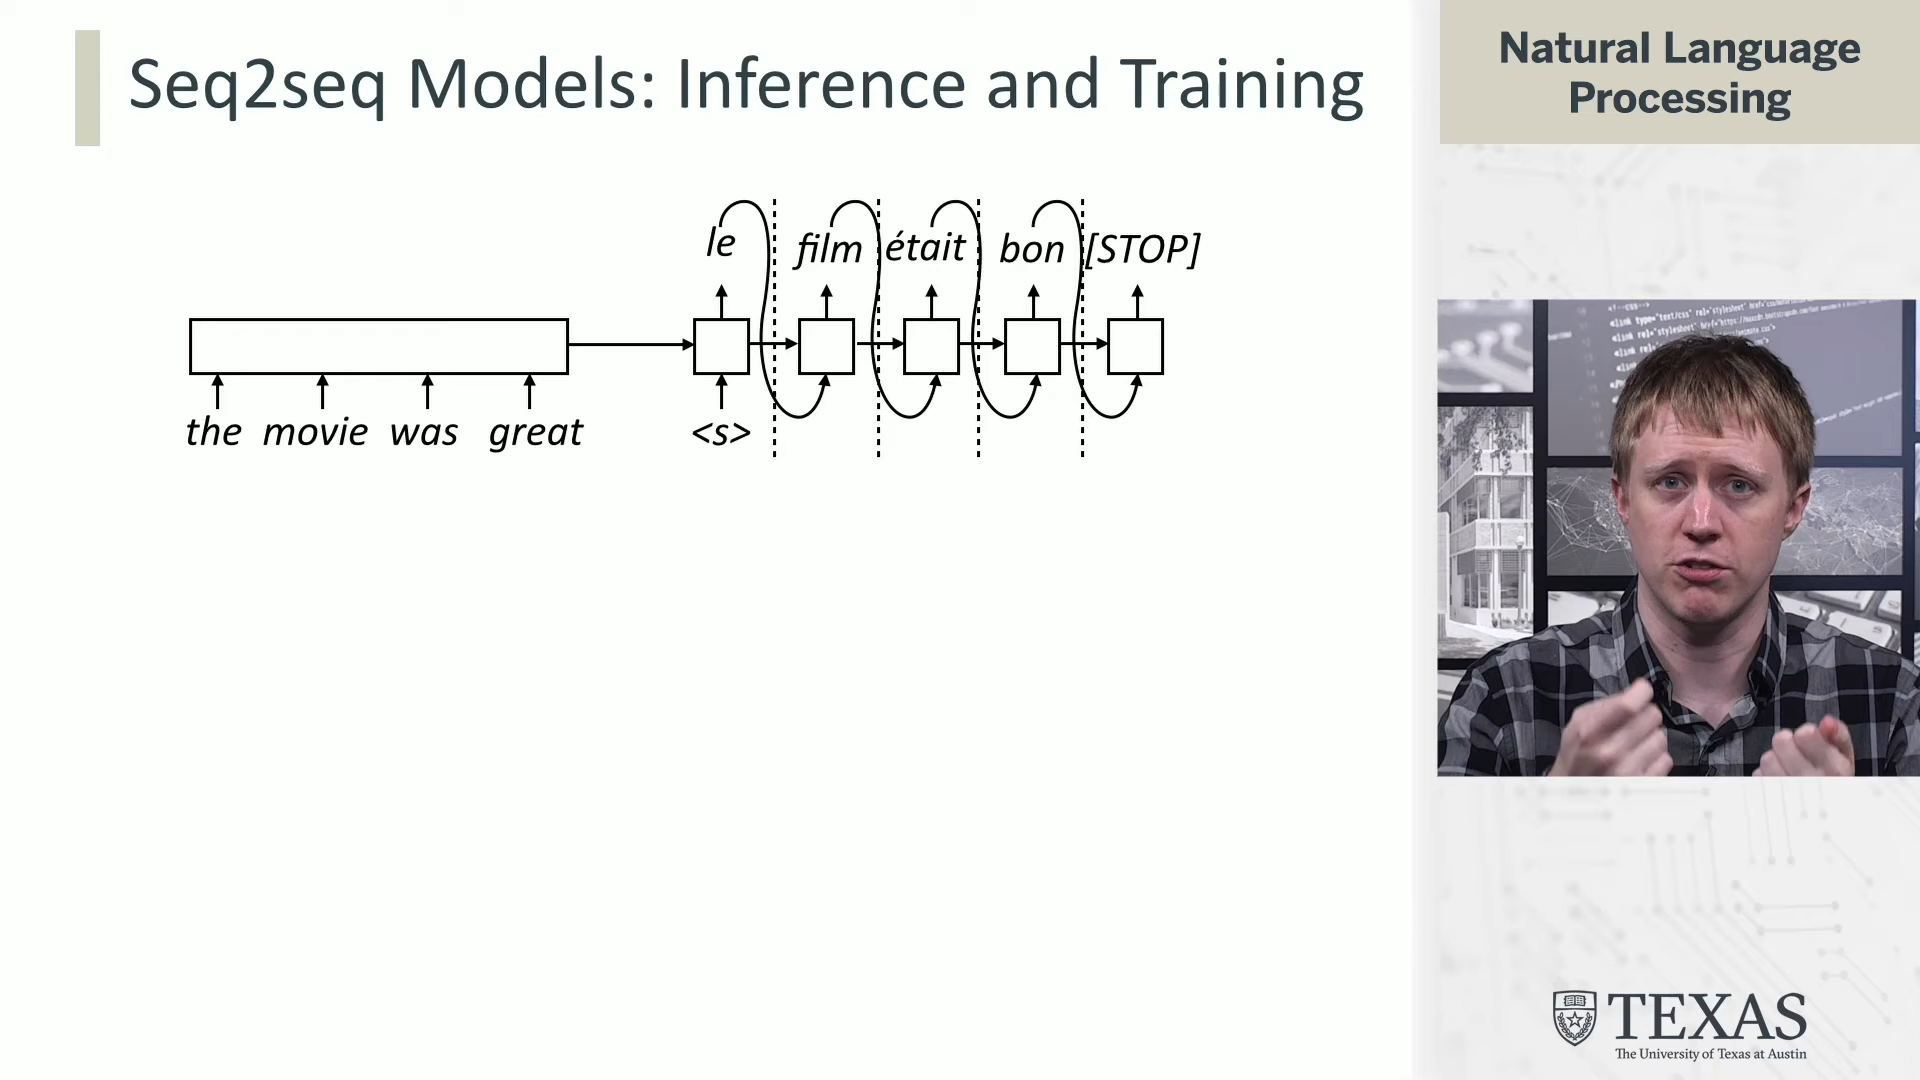 Seq2seq Models: Inference and Training
Natural Language
Processing
le film était bon [STOP]
the movie was great <s>
TEXAS
The University of Texas at Austin